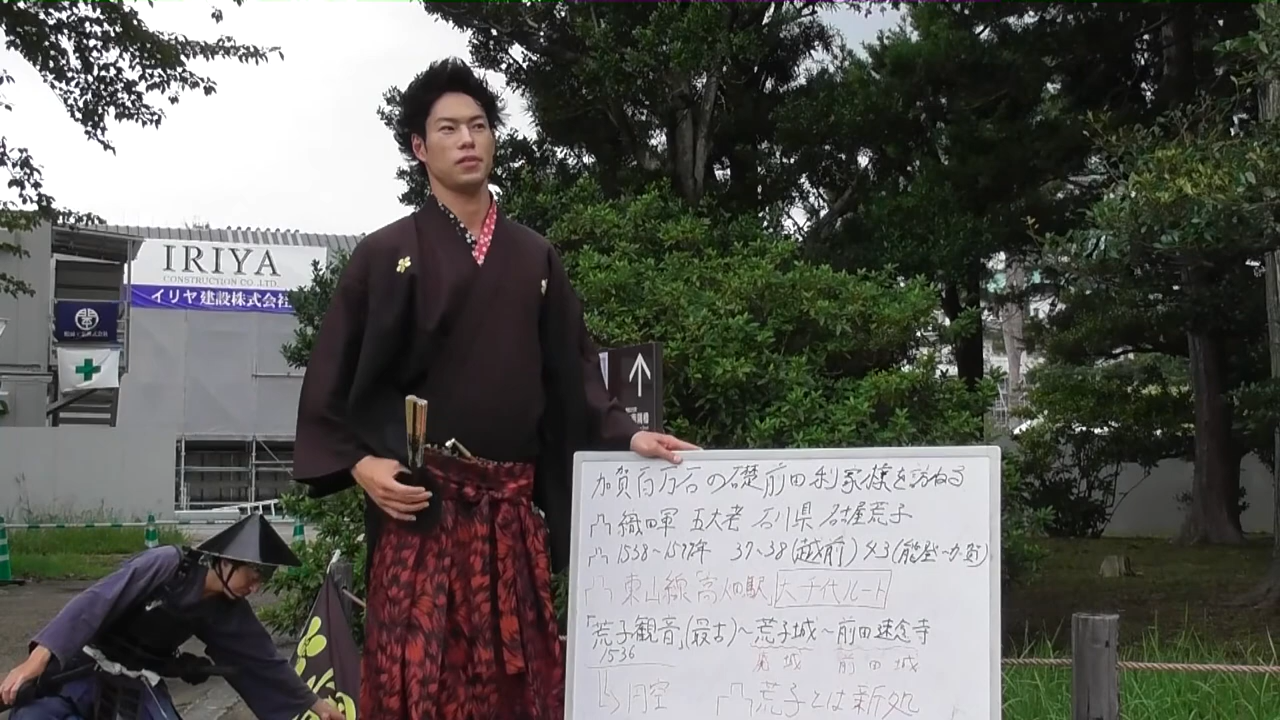 IRIYA
CONSTRUCTION CO.,LTD.
イリヤ建設株式会社
加賀百万石の礎前田利家様を訪ねる
織田軍 五大老 石川県 名古屋荒子
1538~ 37~38(越前) 43(能登~加賀)
東山線高畑駅 大千代ルート
「荒子観音」(最古)~荒子城~前田速念寺
1536
城 前田城
円空
荒子とは新処